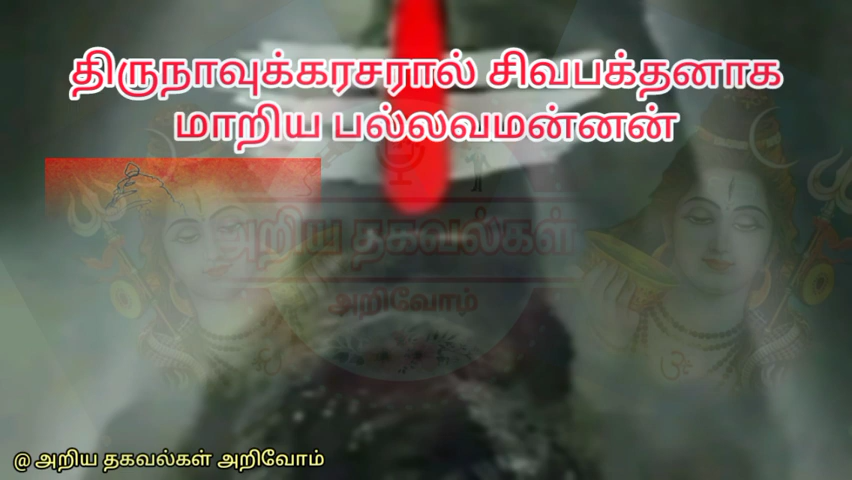 திருநாவுக்கரசரால் சிவபக்தனாக
மாறிய பல்லவமன்னன்
அறிய தகவல்கள்
அறிவோம்
@ அறிய தகவல்கள் அறிவோம்